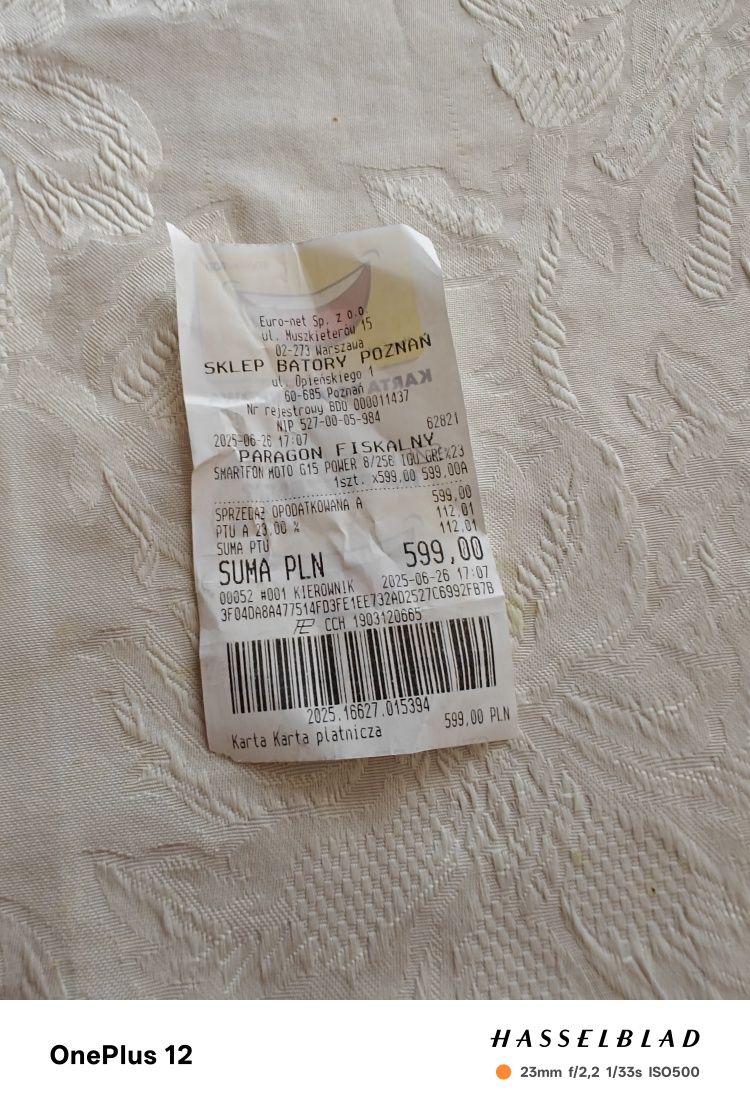 Euro-net Sp. z o.o.
ul. Muszkieterów 15
02-273 Warszawa
SKLEP BATORY POZNAŃ
ul. Opieńskiego 1
60-685 Poznań
Nr rejestrowy BDO 000011437
NIP 527-00-05-984
2025-06-26 17:07 62821
PARAGON FISKALNY
SMARTFON MOTO G15 POWER 8/256
1szt. x599,00 599,00A
SPRZEDAŻ OPODATKOWANA A 599,00
PTU A 23,00 % 112,01
SUMA PTU 112,01
SUMA PLN 599,00
00052 #001 KIEROWNIK 2025-06-26 17:07
3F04DA8A477514FD3FE1EE732AD2527C6992FB7B
CCH 1903120665
2025.16627.015394
Karta Karta płatnicza 599,00 PLN
OnePlus 12
HASSELBLAD
23mm f/2,2 1/33s ISO500